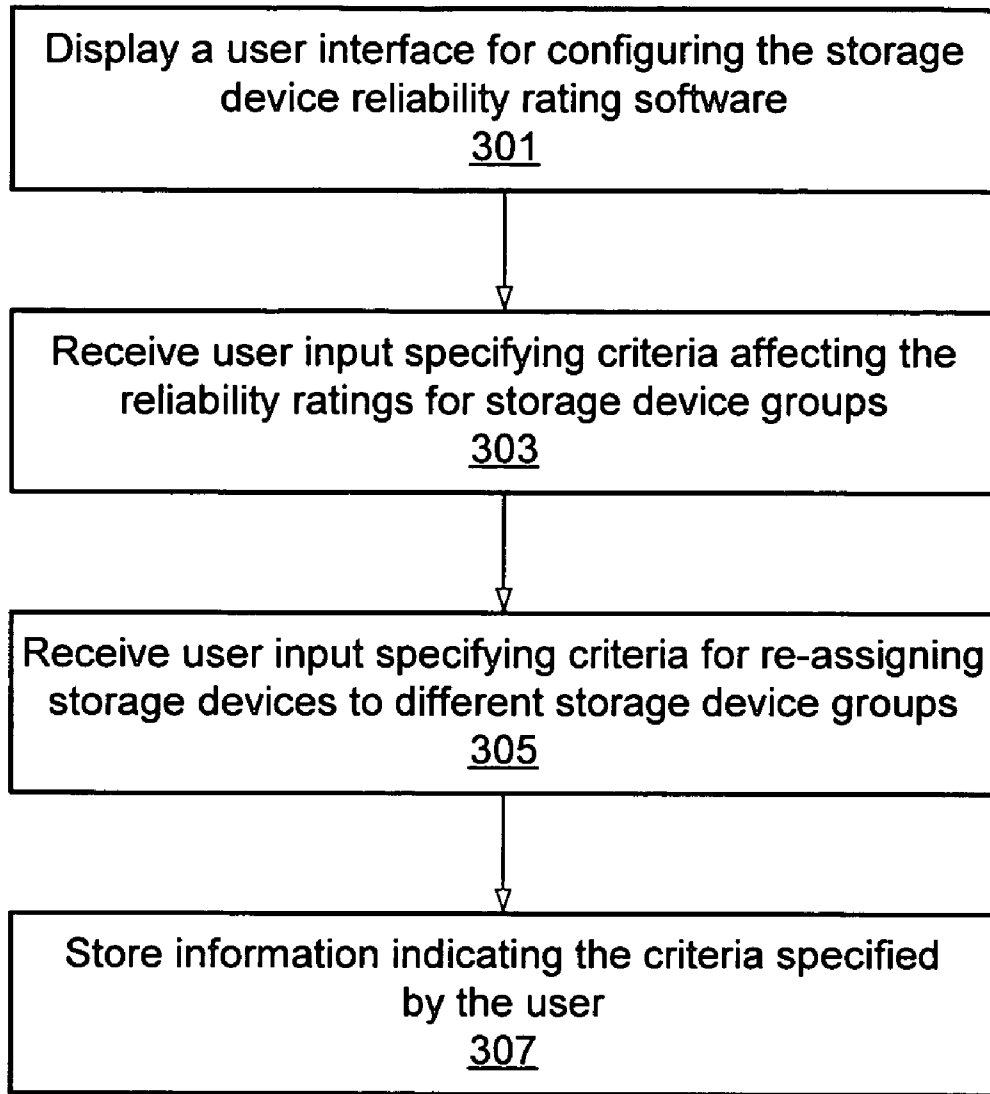 Display a user interface for configuring the storage
device reliability rating software
301
Receive user input specifying criteria affecting the
reliability ratings for storage device groups
303
Receive user input specifying criteria for re-assigning
storage devices to different storage device groups
305
Store information indicating the criteria specified
by the user
307